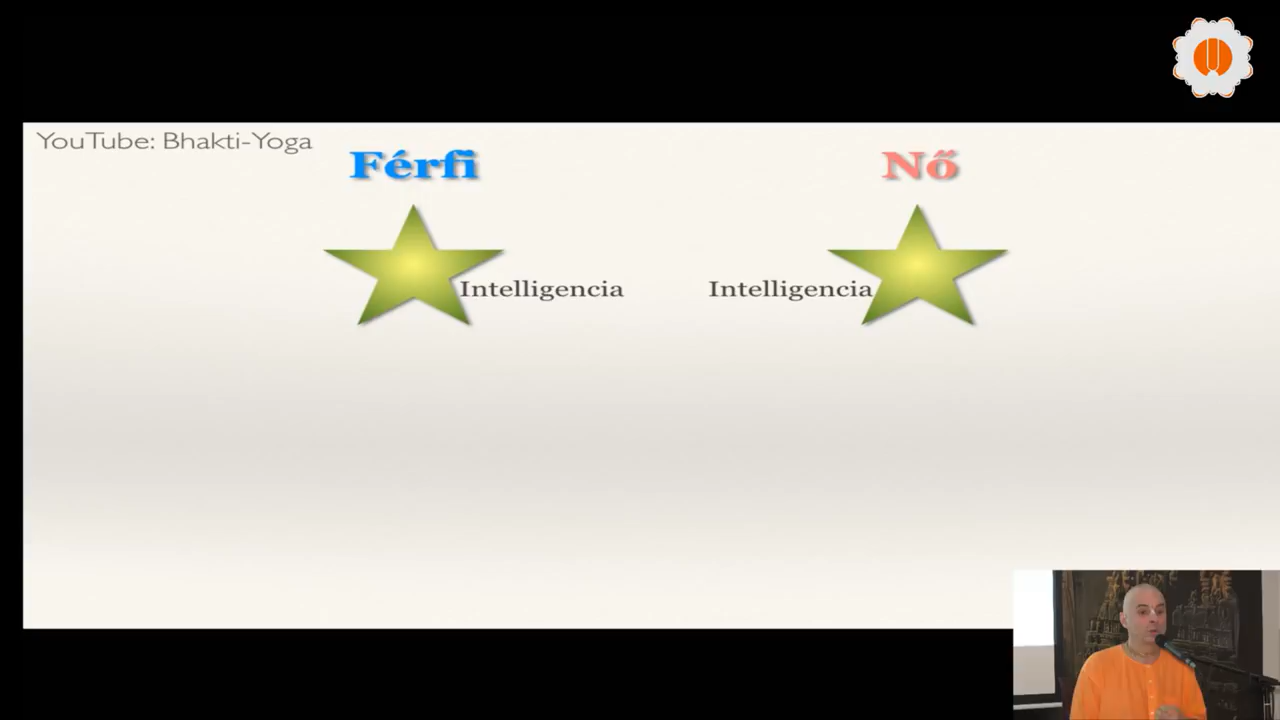 YouTube: Bhakti-Yoga
Férfi
Nő
Intelligencia
Intelligencia